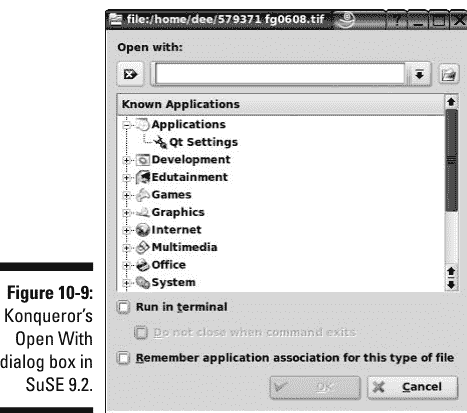 file:/home/dee/579371 fg0608.tif
Open with:
Known Applications
Applications
Qt Settings
Development
Edutainment
Games
Graphics
Internet
Multimedia
Office
System
Run in terminal
Do not close when command exits
Remember application association for this type of file
OK
Cancel
Figure 10-9:
Konqueror's
Open With
dialog box in
SuSE 9.2.